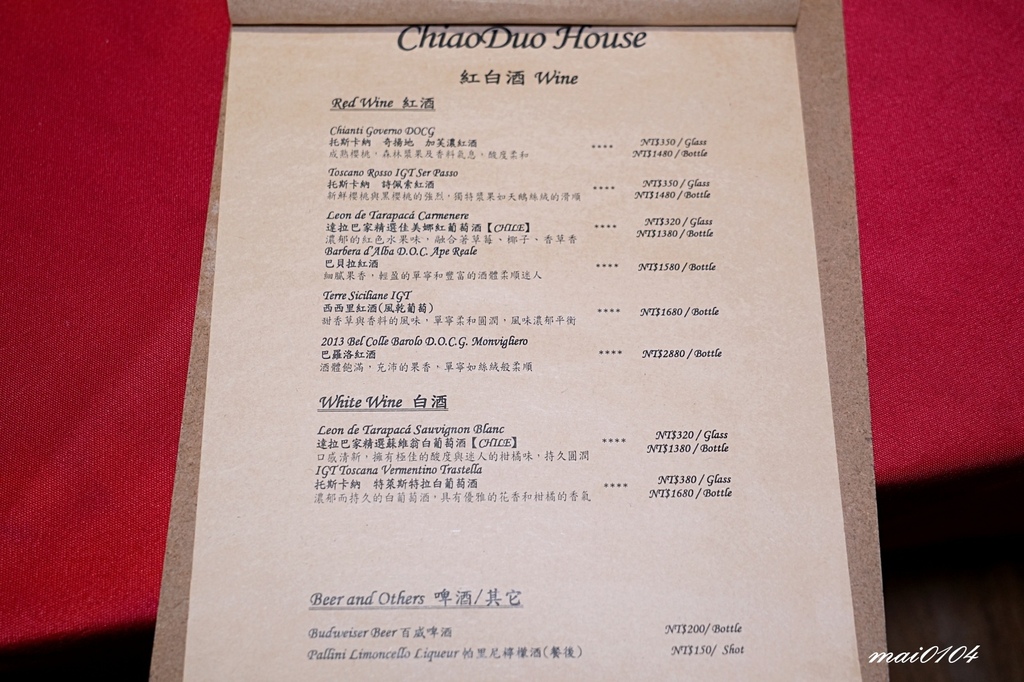 ChiaoDuo House
紅白酒 Wine
Red Wine 紅酒
Chianti Governo DOCG
托斯卡納 奇揚地 加芙濃紅酒 **** NT$350 / Glass
成熟櫻桃，森林漿果及香料氣息，酸度柔和 NT$1480 / Bottle
Toscano Rosso IGT Ser Passo
托斯卡納 詩佩索紅酒 **** NT$350 / Glass
新鮮櫻桃與黑櫻桃的強烈，獨特漿果如天鵝絲絨的滑順 NT$1480 / Bottle
Leon de Tarapacá Carmenere
達拉巴家精選佳美娜紅葡萄酒【CHILE】 **** NT$320 / Glass
濃郁的紅色水果味，融合著草莓、椰子、香草香 NT$1380 / Bottle
Barbera d'Alba D.O.C. Ape Reale
巴貝拉紅酒 **** NT$1580 / Bottle
細膩果香，輕盈的單寧和豐富的酒體柔順迷人
Terre Siciliane IGT
西西里紅酒(風乾葡萄) **** NT$1680 / Bottle
甜香草與香料的風味，單寧柔和圓潤，風味濃郁平衡
2013 Bel Colle Barolo D.O.C.G. Monvigliero
巴羅洛紅酒 **** NT$2880 / Bottle
酒體飽滿，充沛的果香，單寧如絲絨般柔順
White Wine 白酒
Leon de Tarapacá Sauvignon Blanc
達拉巴家精選蘇維翁白葡萄酒【CHILE】 **** NT$320 / Glass
口感清新，擁有極佳的酸度與迷人的柑橘味，持久圓潤 NT$1380 / Bottle
IGT Toscana Vermentino Trastella
托斯卡納 特萊斯特拉白葡萄酒 **** NT$380 / Glass
濃郁而持久的白葡萄酒，具有優雅的花香和柑橘的香氣 NT$1680 / Bottle
Beer and Others 啤酒/其它
Budweiser Beer 百威啤酒 NT$200/ Bottle
Pallini Limoncello Liqueur 帕里尼檸檬酒(餐後) NT$150/ Shot
mai0104